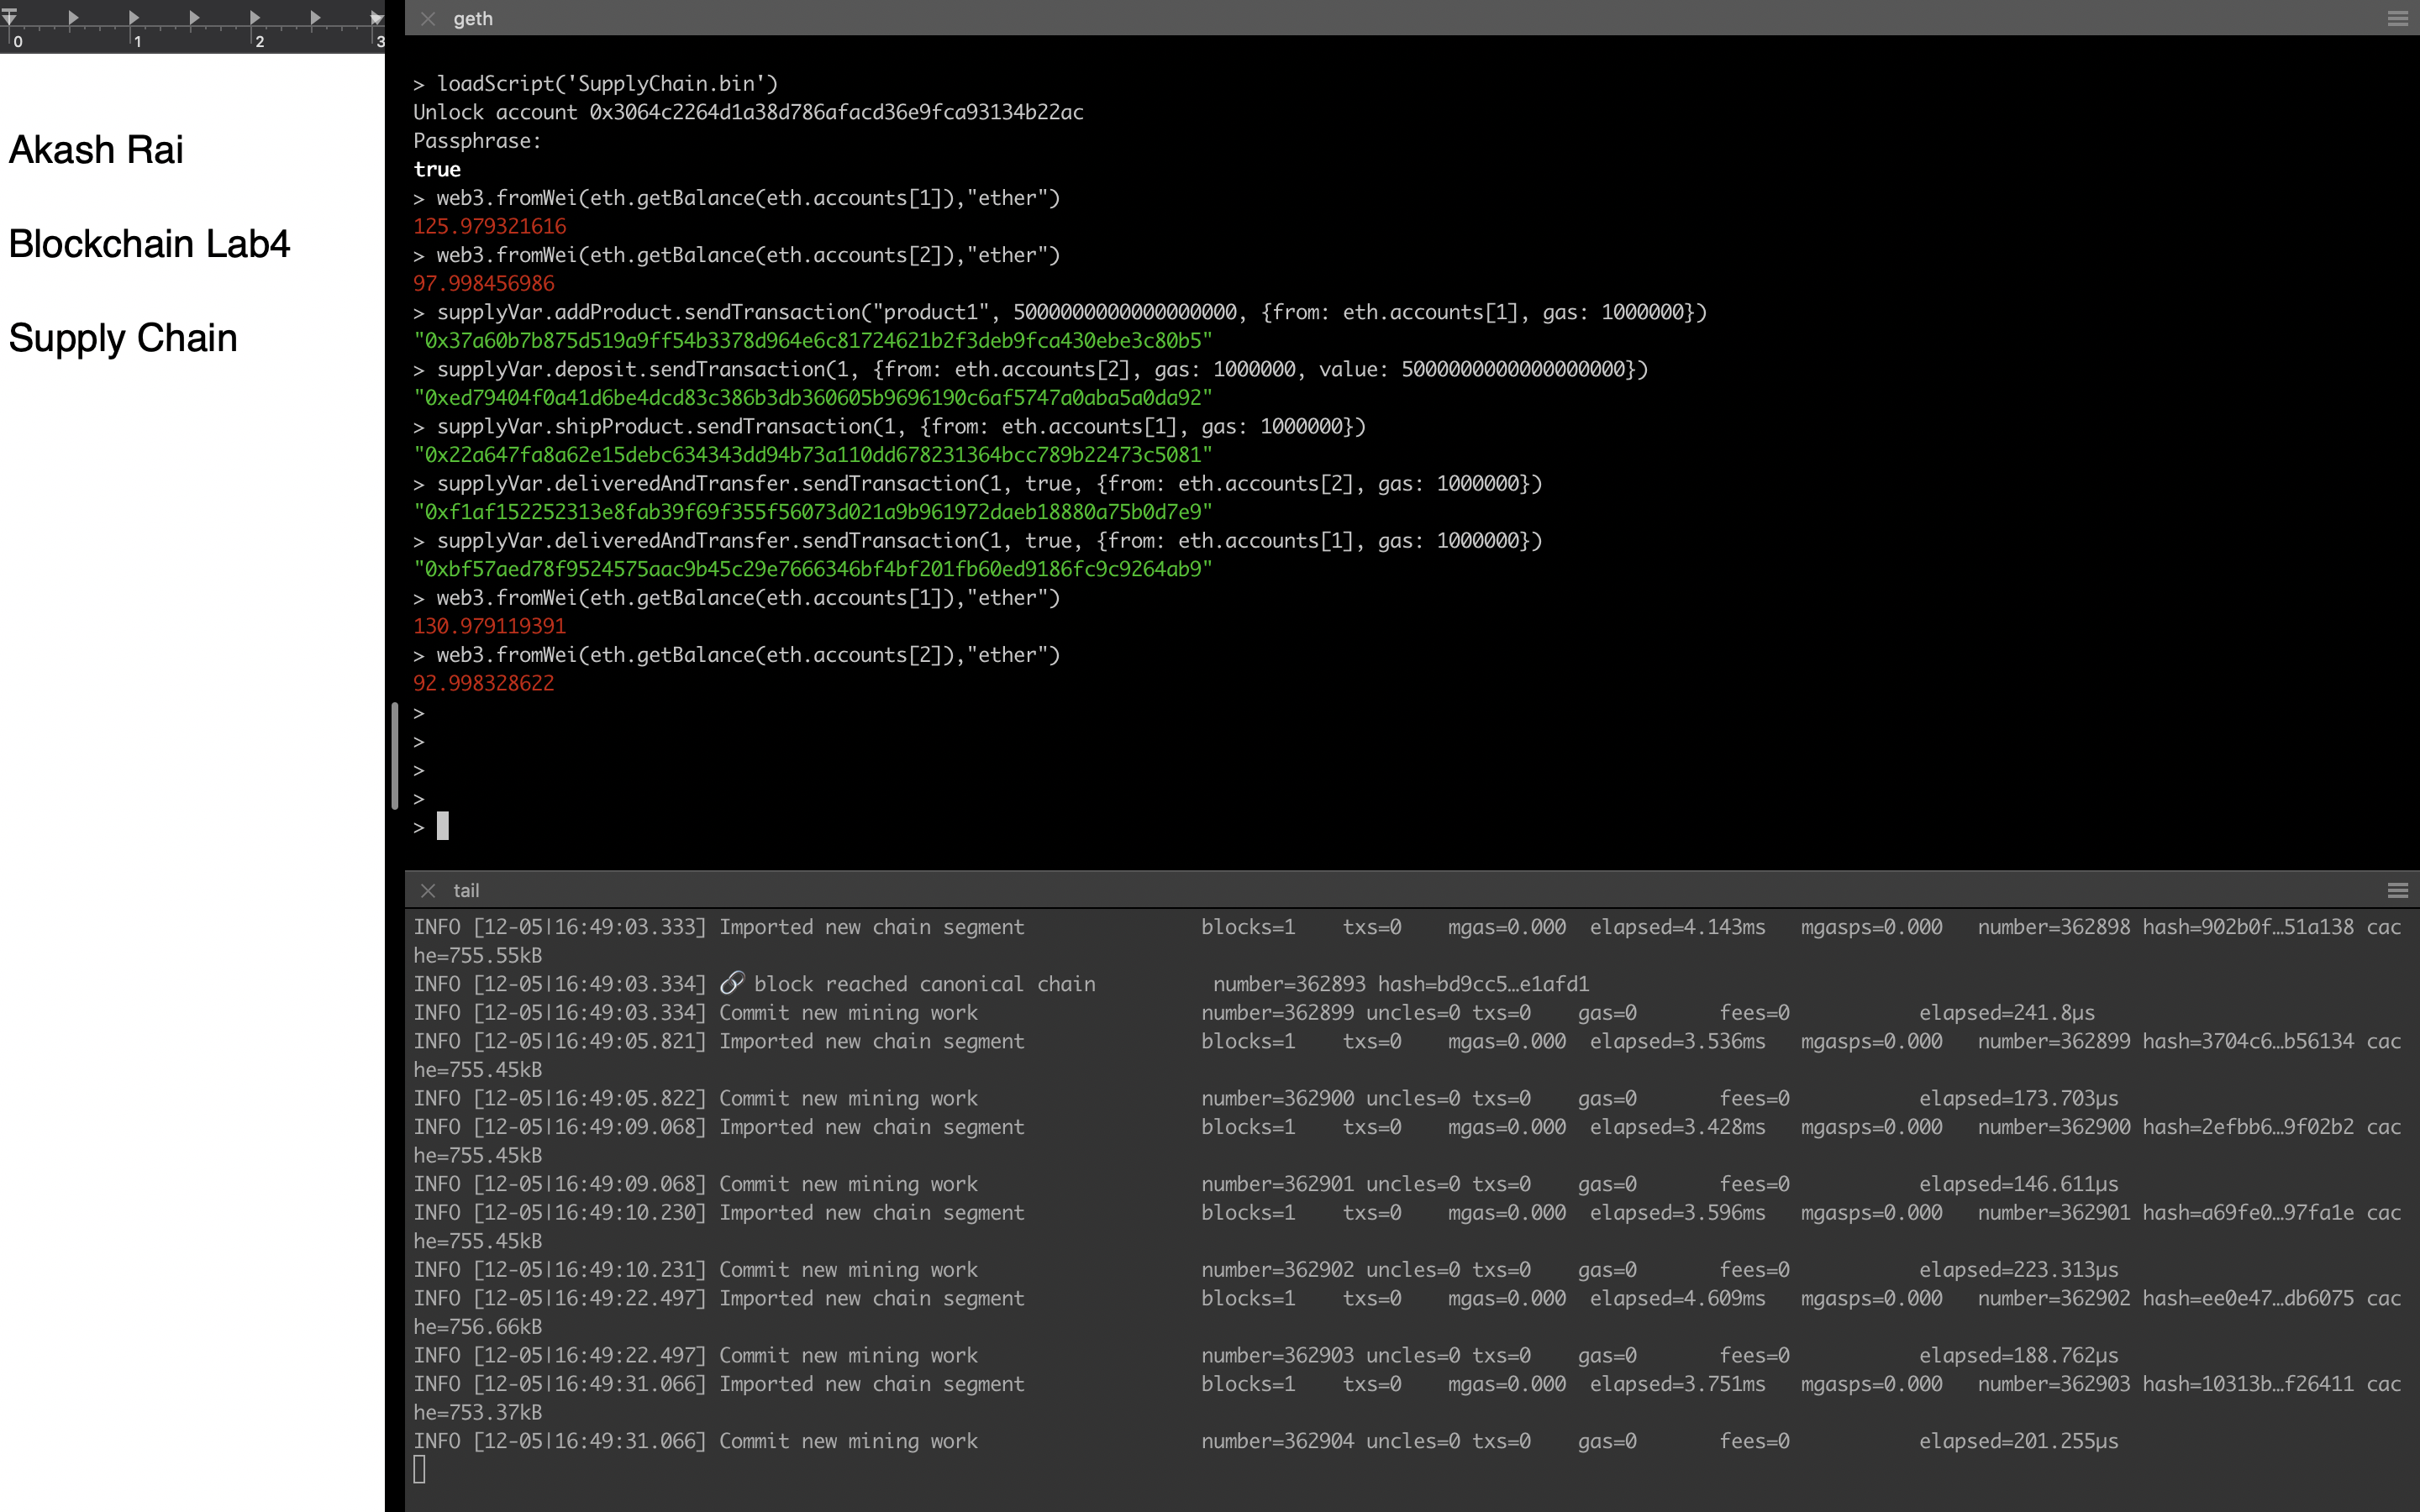 0 1 2 3
Akash Rai
Blockchain Lab4
Supply Chain
geth
> loadScript('SupplyChain.bin')
Unlock account 0x3064c2264d1a38d786afacd36e9fca93134b22ac
Passphrase:
true
> web3.fromWei(eth.getBalance(eth.accounts[1]),"ether")
125.979321616
> web3.fromWei(eth.getBalance(eth.accounts[2]),"ether")
97.998456986
> supplyVar.addProduct.sendTransaction("product1", 5000000000000000000, {from: eth.accounts[1], gas: 1000000})
"0x37a60b7b875d519a9ff54b3378d964e6c81724621b2f3deb9fca430ebe3c80b5"
> supplyVar.deposit.sendTransaction(1, {from: eth.accounts[2], gas: 1000000, value: 5000000000000000000})
"0xed79404f0a41d6be4dcd83c386b3db360605b9696190c6af5747a0aba5a0da92"
> supplyVar.shipProduct.sendTransaction(1, {from: eth.accounts[1], gas: 1000000})
"0x22a647fa8a62e15debc634343dd94b73a110dd678231364bcc789b22473c5081"
> supplyVar.deliveredAndTransfer.sendTransaction(1, true, {from: eth.accounts[2], gas: 1000000})
"0xf1af152252313e8fab39f69f355f56073d021a9b961972daeb18880a75b0d7e9"
> supplyVar.deliveredAndTransfer.sendTransaction(1, true, {from: eth.accounts[1], gas: 1000000})
"0xbf57aed78f9524575aac9b45c29e7666346bf4bf201fb60ed9186fc9c9264ab9"
> web3.fromWei(eth.getBalance(eth.accounts[1]),"ether")
130.979119391
> web3.fromWei(eth.getBalance(eth.accounts[2]),"ether")
92.998328622
>
>
>
>
>
tail
INFO [12-05|16:49:03.333] Imported new chain segment blocks=1 txs=0 mgas=0.000 elapsed=4.143ms mgasps=0.000 number=362898 hash=902b0f…51a138 cac
he=755.55kB
INFO [12-05|16:49:03.334] 🔗 block reached canonical chain number=362893 hash=bd9cc5…e1afd1
INFO [12-05|16:49:03.334] Commit new mining work number=362899 uncles=0 txs=0 gas=0 fees=0 elapsed=241.8µs
INFO [12-05|16:49:05.821] Imported new chain segment blocks=1 txs=0 mgas=0.000 elapsed=3.536ms mgasps=0.000 number=362899 hash=3704c6…b56134 cac
he=755.45kB
INFO [12-05|16:49:05.822] Commit new mining work number=362900 uncles=0 txs=0 gas=0 fees=0 elapsed=173.703µs
INFO [12-05|16:49:09.068] Imported new chain segment blocks=1 txs=0 mgas=0.000 elapsed=3.428ms mgasps=0.000 number=362900 hash=2efbb6…9f02b2 cac
he=755.45kB
INFO [12-05|16:49:09.068] Commit new mining work number=362901 uncles=0 txs=0 gas=0 fees=0 elapsed=146.611µs
INFO [12-05|16:49:10.230] Imported new chain segment blocks=1 txs=0 mgas=0.000 elapsed=3.596ms mgasps=0.000 number=362901 hash=a69fe0…97fa1e cac
he=755.45kB
INFO [12-05|16:49:10.231] Commit new mining work number=362902 uncles=0 txs=0 gas=0 fees=0 elapsed=223.313µs
INFO [12-05|16:49:22.497] Imported new chain segment blocks=1 txs=0 mgas=0.000 elapsed=4.609ms mgasps=0.000 number=362902 hash=ee0e47…db6075 cac
he=756.66kB
INFO [12-05|16:49:22.497] Commit new mining work number=362903 uncles=0 txs=0 gas=0 fees=0 elapsed=188.762µs
INFO [12-05|16:49:31.066] Imported new chain segment blocks=1 txs=0 mgas=0.000 elapsed=3.751ms mgasps=0.000 number=362903 hash=10313b…f26411 cac
he=753.37kB
INFO [12-05|16:49:31.066] Commit new mining work number=362904 uncles=0 txs=0 gas=0 fees=0 elapsed=201.255µs